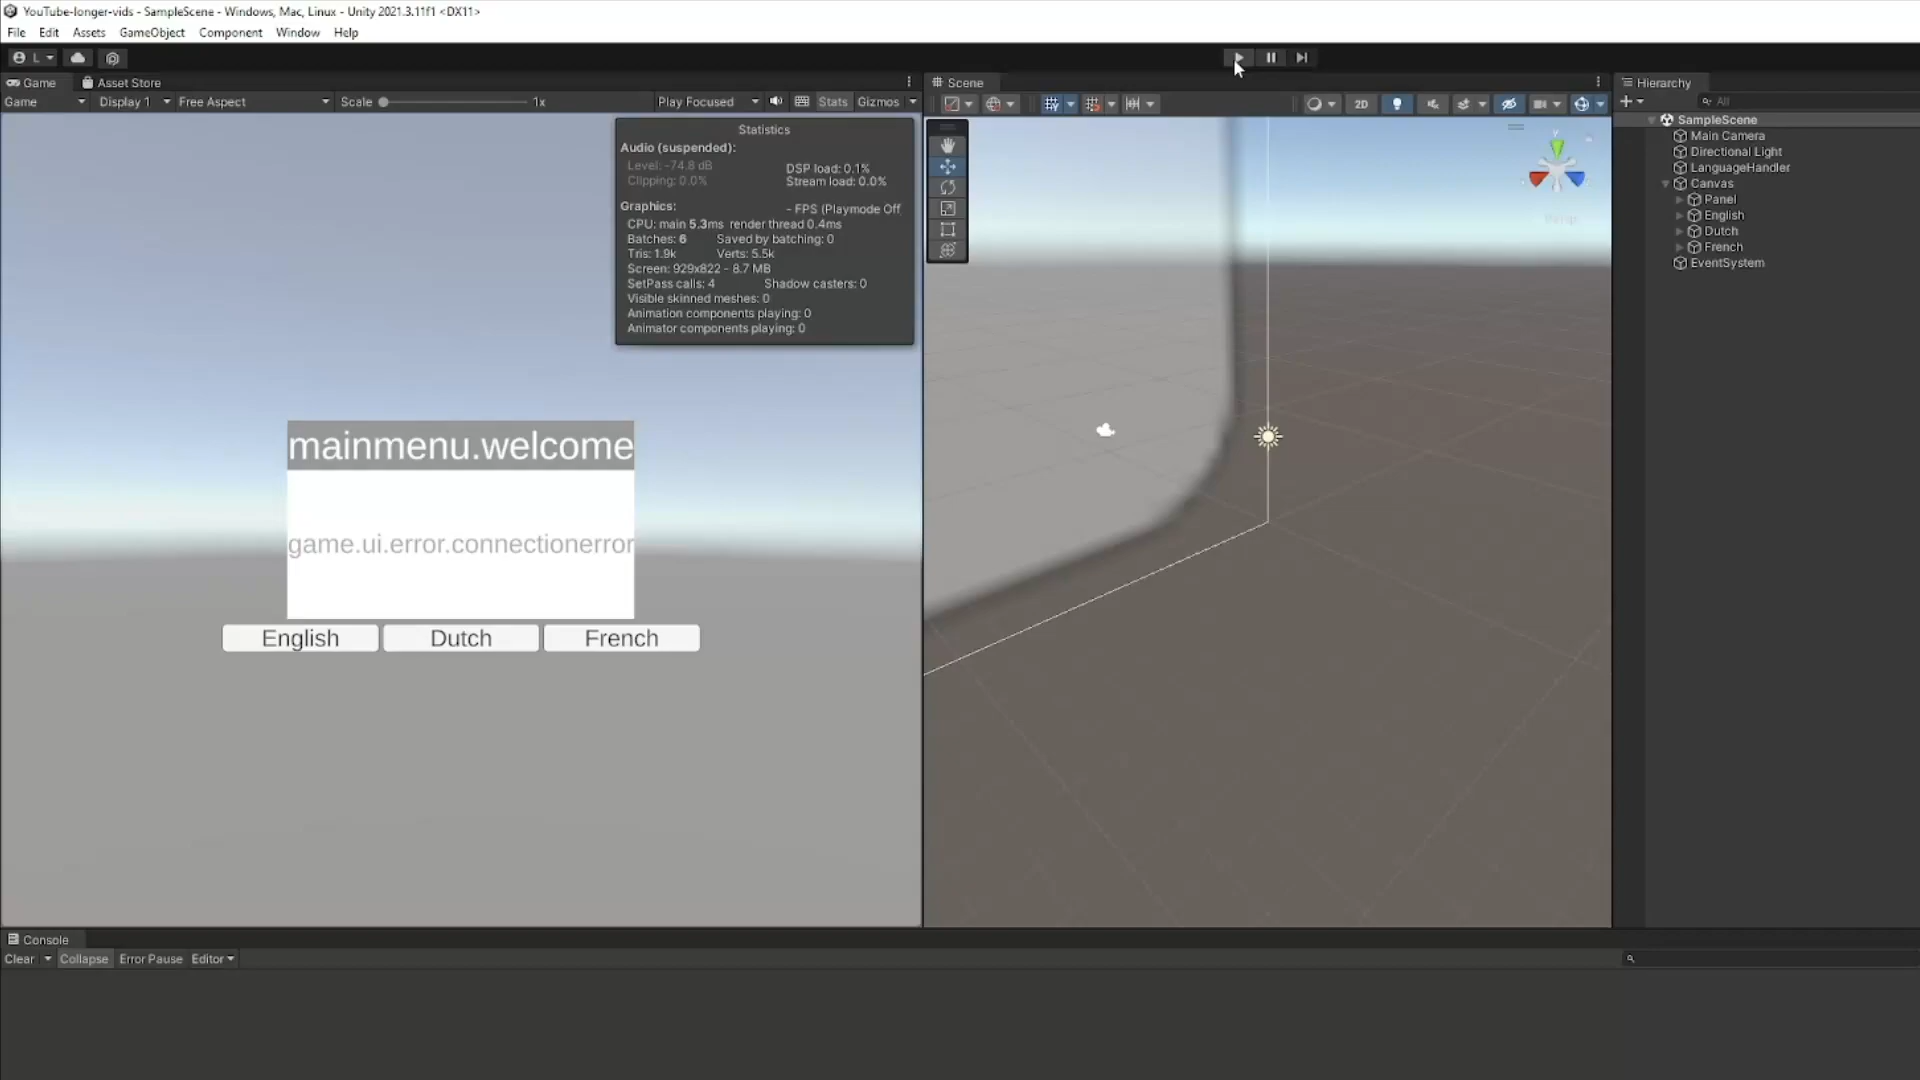 YouTube-longer-vids - SampleScene - Windows, Mac, Linux - Unity 2021.3.11f1 <DX11>
File Edit Assets GameObject Component Window Help
L
Game Asset Store
Game Display 1 Free Aspect Scale 1x Play Focused Stats Gizmos
Statistics
Audio (suspended):
Level: -74.8 dB DSP load: 0.1%
Clipping: 0.0% Stream load: 0.0%
Graphics: - FPS (Playmode Off
CPU: main 5.3ms render thread 0.4ms
Batches: 6 Saved by batching: 0
Tris: 1.9k Verts: 5.5k
Screen: 929x822 - 8.7 MB
SetPass calls: 4 Shadow casters: 0
Visible skinned meshes: 0
Animation components playing: 0
Animator components playing: 0
mainmenu.welcome
game.ui.error.connectionerror
English Dutch French
Scene
2D
y
Persp
Hierarchy
All
SampleScene
Main Camera
Directional Light
LanguageHandler
Canvas
Panel
English
Dutch
French
EventSystem
Console
Clear Collapse Error Pause Editor